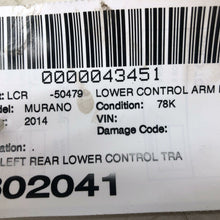 0000043451
LCR -50479 LOWER CONTROL ARM
del: MURANO Condition: 78K
2014 VIN:
Damage Code:
LEFT REAR LOWER CONTROL TRA
302041